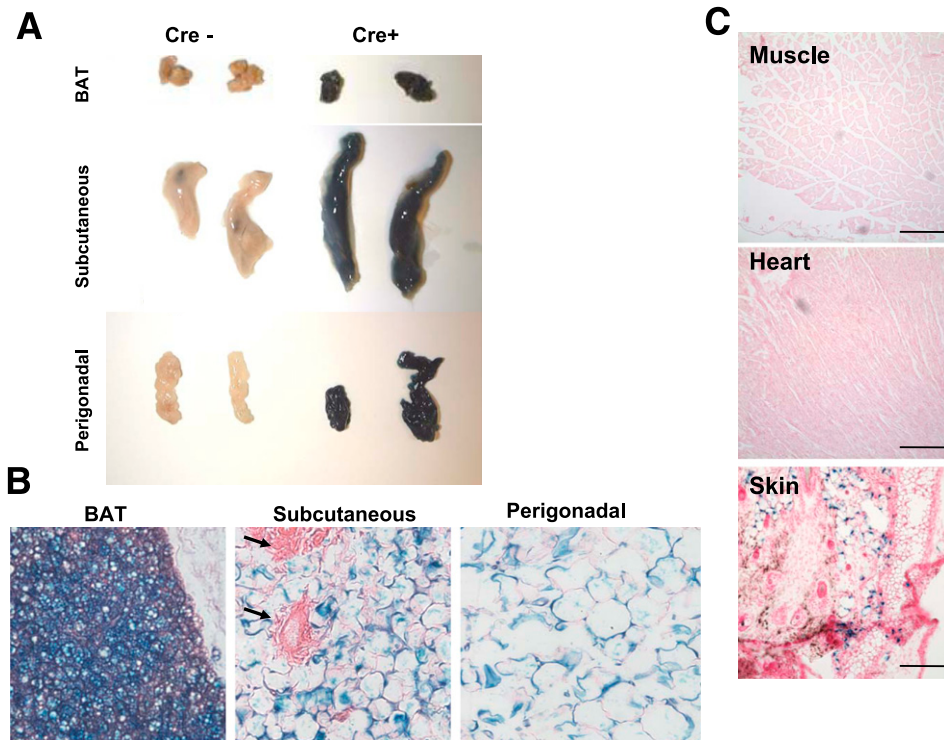 A
Cre -
Cre+
BAT
Subcutaneous
Perigonadal
B
BAT
Subcutaneous
Perigonadal
C
Muscle
Heart
Skin